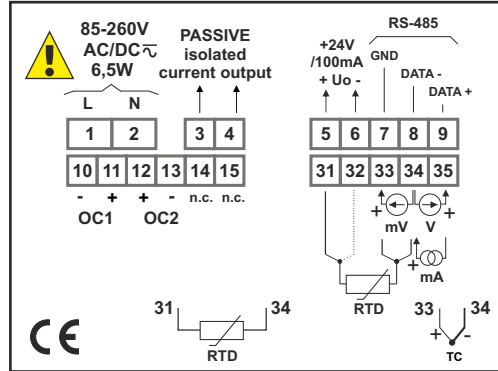 85-260V
AC/DC
6,5W
L N
PASSIVE
isolated
current output
+24V
/100mA
+ Uo -
RS-485
GND
DATA -
DATA +
1 2 3 4 5 6 7 8 9
10 11 12 13 14 15 31 32 33 34 35
- + + - n.c. n.c.
OC1 OC2
+ mV V +
+ mA
RTD
31 34
RTD
33 34
+ -
TC
CE